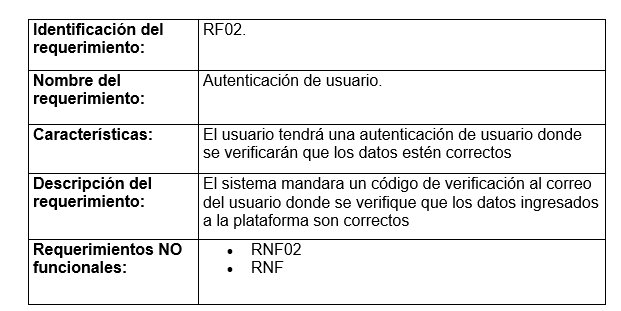 Identificación del
requerimiento:
RF02.
Nombre del
requerimiento:
Autenticación de usuario.
Características:
El usuario tendrá una autenticación de usuario donde
se verificarán que los datos estén correctos
Descripción del
requerimiento:
El sistema mandara un código de verificación al correo
del usuario donde se verifique que los datos ingresados
a la plataforma son correctos
Requerimientos NO
funcionales:
• RNF02
• RNF